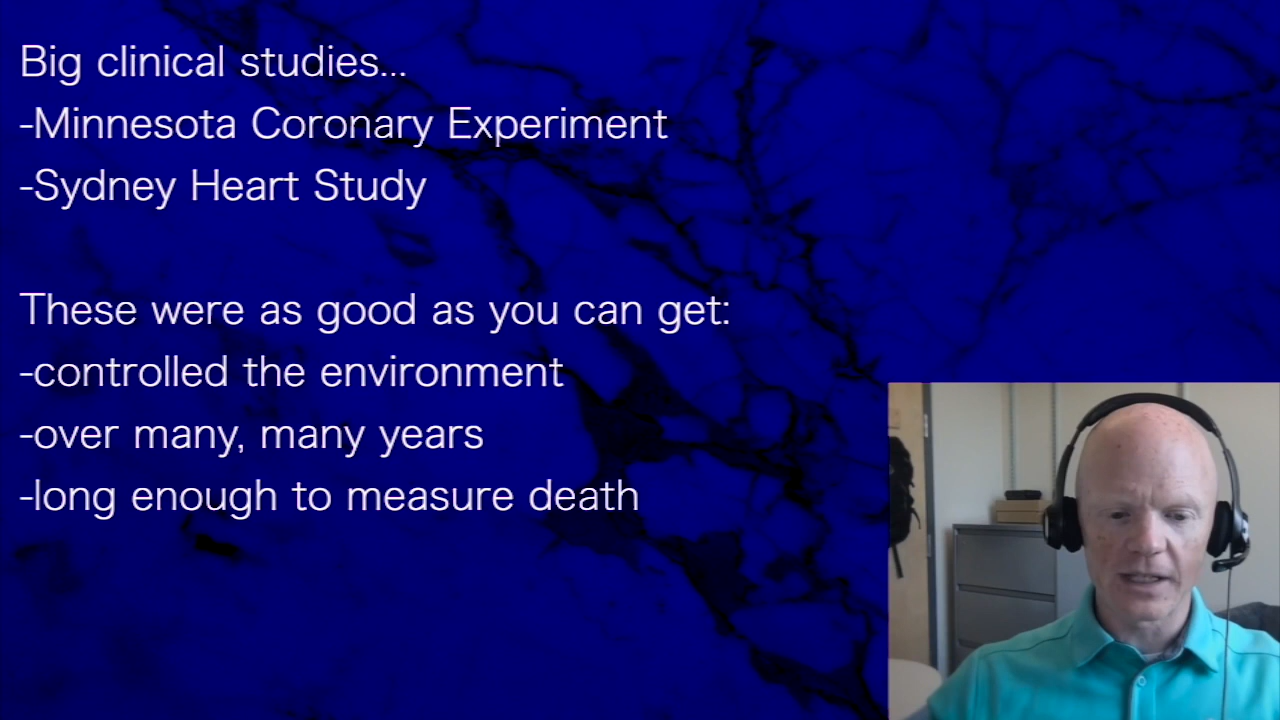 Big clinical studies...
-Minnesota Coronary Experiment
-Sydney Heart Study
These were as good as you can get:
-controlled the environment
-over many, many years
-long enough to measure death